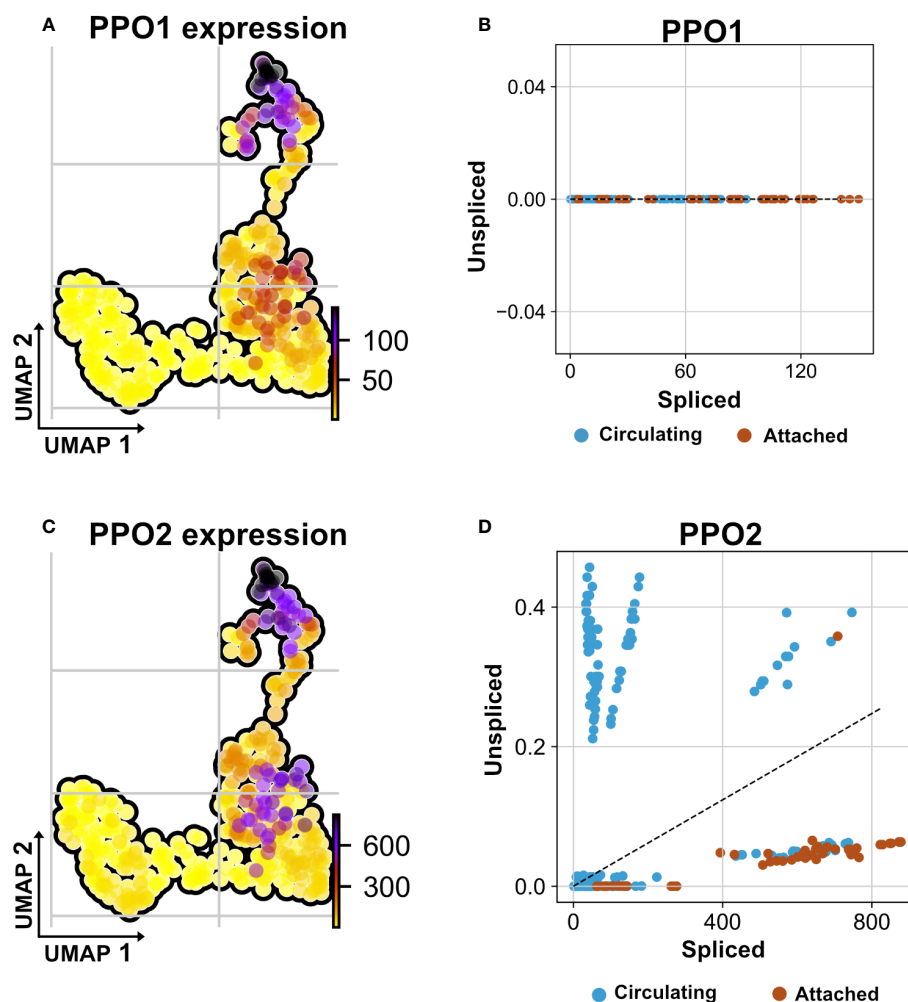 A
PPO1 expression
UMAP 2
UMAP 1
100
50
B
PPO1
Unspliced
0.04
0.00
−0.04
0
60
120
Spliced
Circulating
Attached
C
PPO2 expression
UMAP 2
UMAP 1
600
300
D
PPO2
Unspliced
0.4
0.2
0.0
0
400
800
Spliced
Circulating
Attached